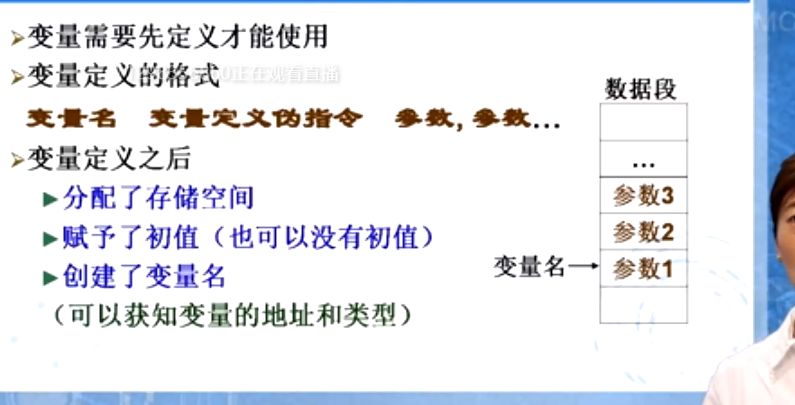 变量需要先定义才能使用
变量定义的格式
正在观看直播
变量名 变量定义伪指令 参数, 参数...
变量定义之后
分配了存储空间
赋予了初值（也可以没有初值）
创建了变量名
（可以获知变量的地址和类型）
数据段
...
参数3
参数2
变量名
参数1